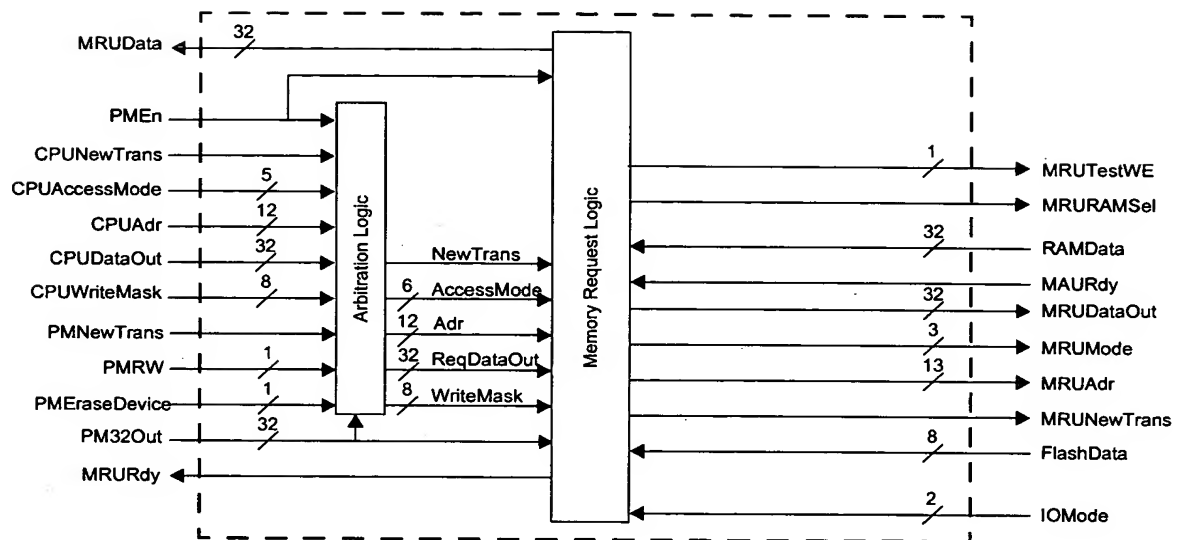 MRUData
32
PMEn
CPUNewTrans
CPUAccessMode
5
CPUAdr
12
CPUDataOut
32
CPUWriteMask
8
PMNewTrans
PMRW
1
PMEraseDevice
1
PM32Out
32
MRURdy
Arbitration Logic
NewTrans
6
AccessMode
12
Adr
32
ReqDataOut
8
WriteMask
Memory Request Logic
1
MRUTestWE
MRURAMSel
32
RAMData
MAURdy
32
MRUDataOut
3
MRUMode
13
MRUAdr
MRUNewTrans
8
FlashData
2
IOMode